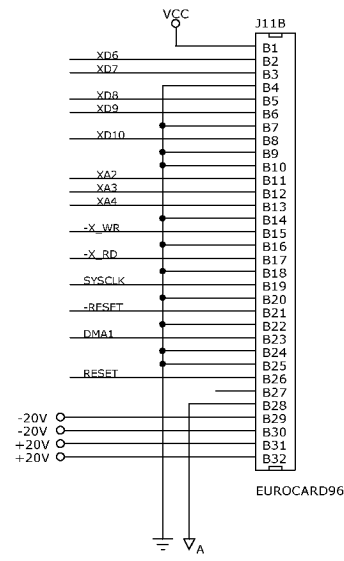 VCC
J11B
B1
XD6 B2
XD7 B3
B4
XD8 B5
XD9 B6
B7
XD10 B8
B9
B10
XA2 B11
XA3 B12
XA4 B13
B14
-X_WR B15
B16
-X_RD B17
B18
SYSCLK B19
B20
-RESET B21
B22
DMA1 B23
B24
B25
RESET B26
B27
B28
-20V B29
-20V B30
+20V B31
+20V B32
EUROCARD96
A